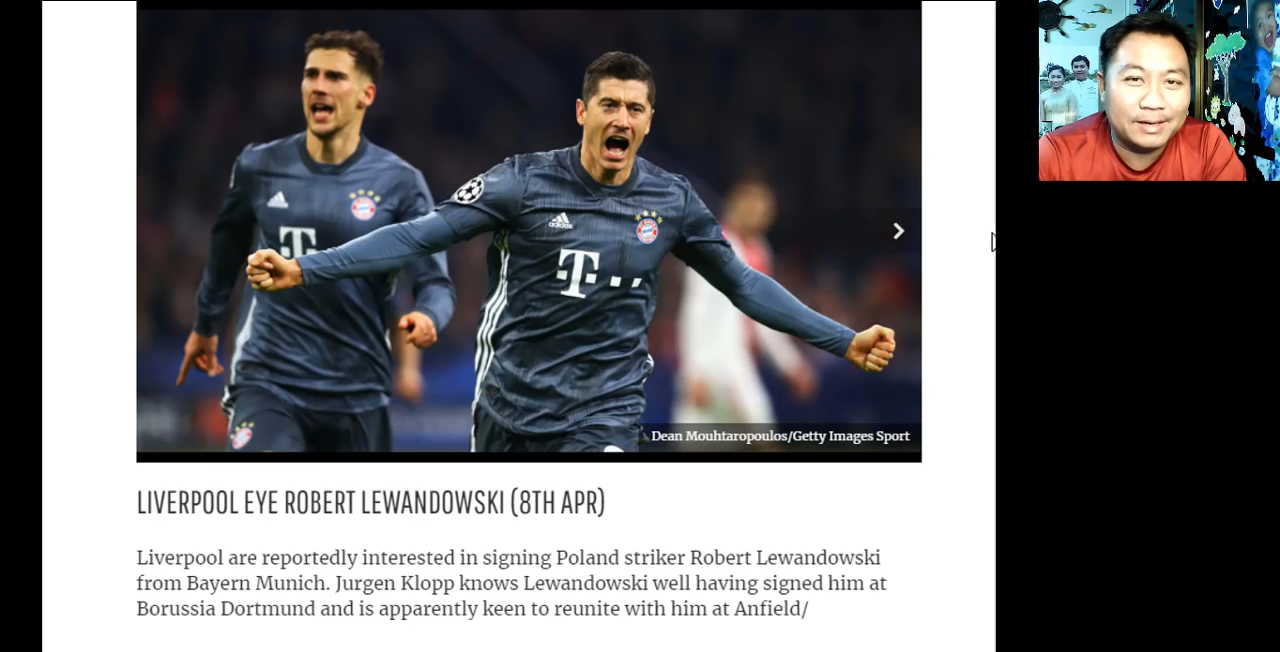 adidas
T
T
Dean Mouhtaropoulos/Getty Images Sport
LIVERPOOL EYE ROBERT LEWANDOWSKI (8TH APR)
Liverpool are reportedly interested in signing Poland striker Robert Lewandowski
from Bayern Munich. Jurgen Klopp knows Lewandowski well having signed him at
Borussia Dortmund and is apparently keen to reunite with him at Anfield/